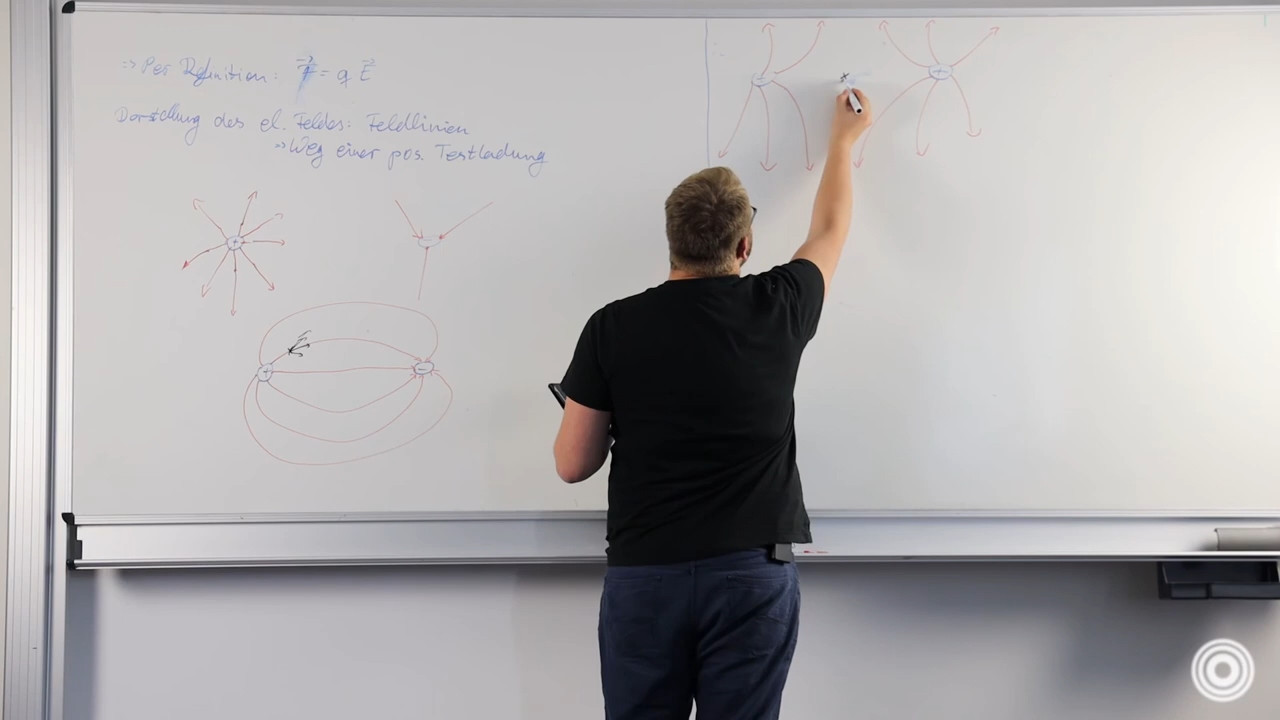 => Per Definition: F = q E
Darstellung des el. Feldes: Feldlinien
=> Weg einer pos. Testladung
+
-
E
+
-
+
+